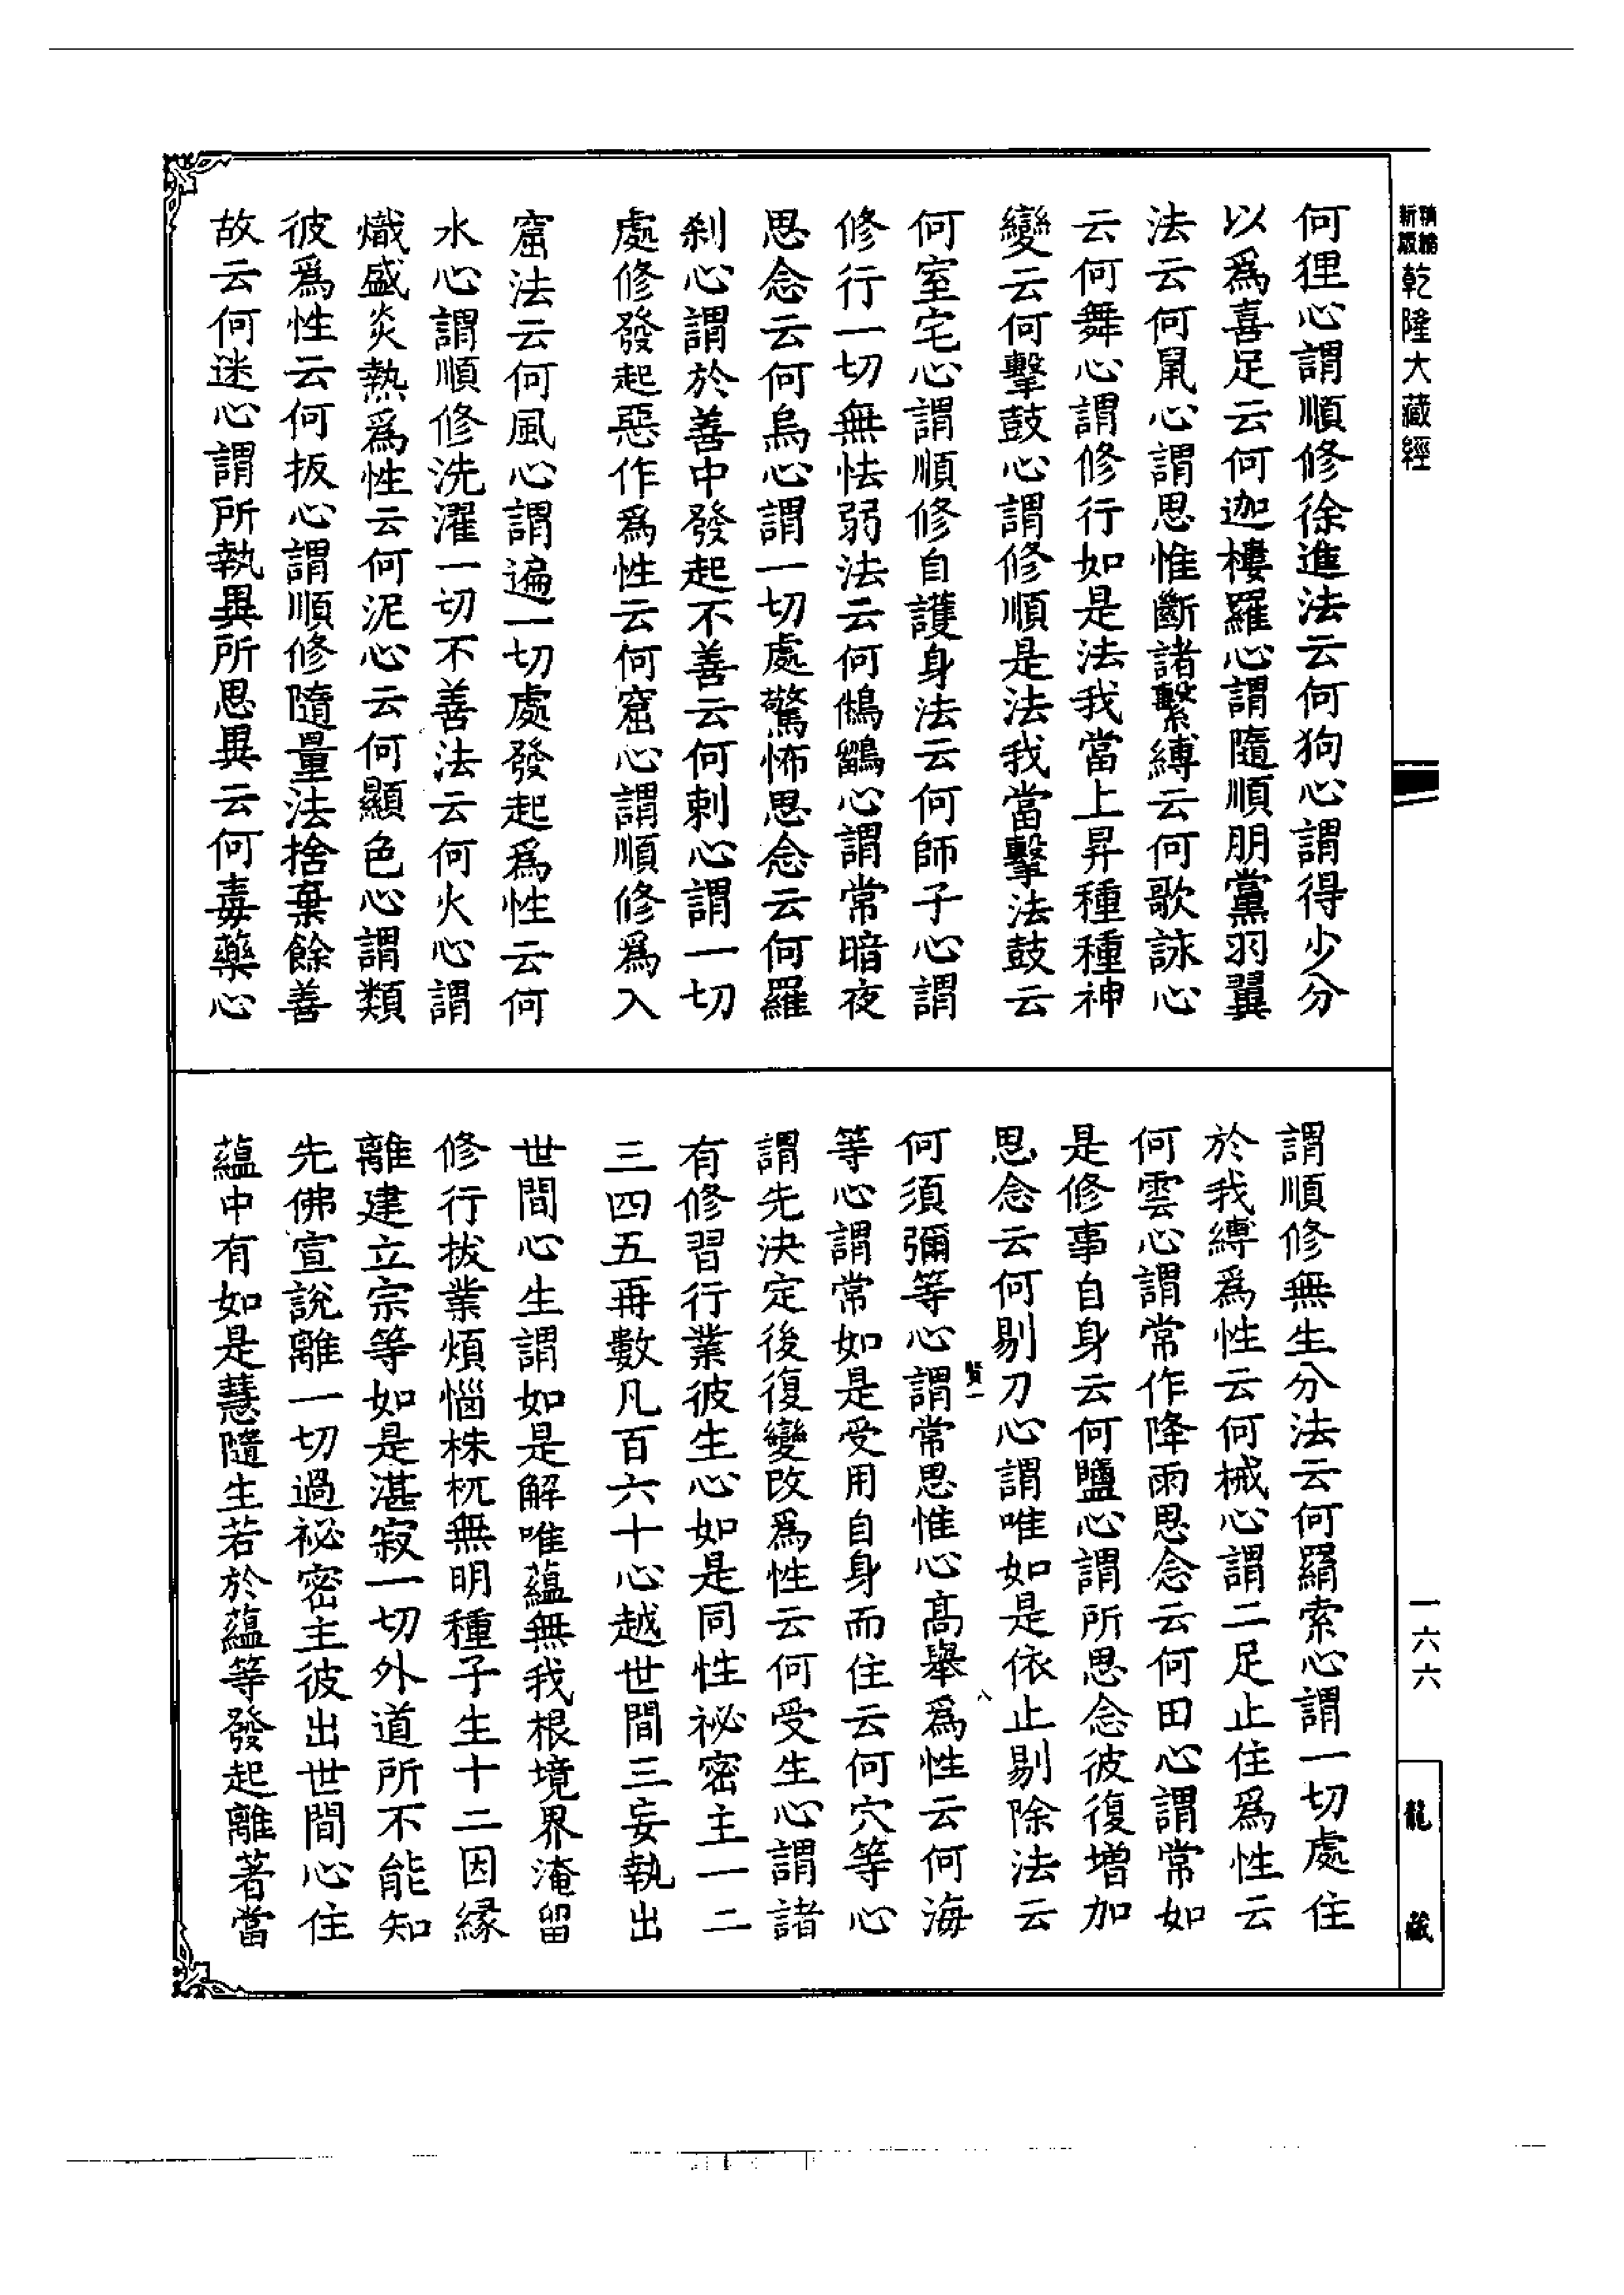 新編縮版乾隆大藏經
何狸心謂順修徐進法云何狗心謂得少分
以爲喜足云何迦樓羅心謂隨順朋黨羽翼
法云何鼠心謂思惟斷諸繫縛云何歌詠心
云何舞心謂修行如是法我當上昇種種神
變云何擊鼓心謂修順是法我當擊法鼓云
何室宅心謂順修自護身法云何師子心謂
修行一切無怯弱法云何鵂鶹心謂常暗夜
思念云何烏心謂一切處驚怖思念云何羅
刹心謂於善中發起不善云何刺心謂一切
處修發起惡作爲性云何窟心謂順修爲入
窟法云何風心謂遍一切處發起爲性云何
水心謂順修洗濯一切不善法云何火心謂
熾盛炎熱爲性云何泥心云何顯色心謂類
彼爲性云何扳心謂順修隨量法捨棄餘善
故云何迷心謂所執異所思異云何毒藥心
謂順修無生分法云何羂索心謂一切處住
於我縛爲性云何械心謂二足止住爲性云
何雲心謂常作降雨思念云何田心謂常如
是修事自身云何鹽心謂所思念彼復增加
思念云何剔刀心謂唯如是依止剔除法云
賢一
八
何須彌等心謂常思惟心高舉爲性云何海
等心謂常如是受用自身而住云何穴等心
謂先決定後復變改爲性云何受生心謂諸
有修習行業彼生心如是同性祕密主一二
三四五再數凡百六十心越世間三妄執出
世間心生謂如是解唯蘊無我根境界淹留
修行拔業煩惱株杌無明種子生十二因緣
離建立宗等如是湛寂一切外道所不能知
先佛宣說離一切過祕密主彼出世間心住
蘊中有如是慧隨生若於蘊等發起離著當
一六六
龍藏